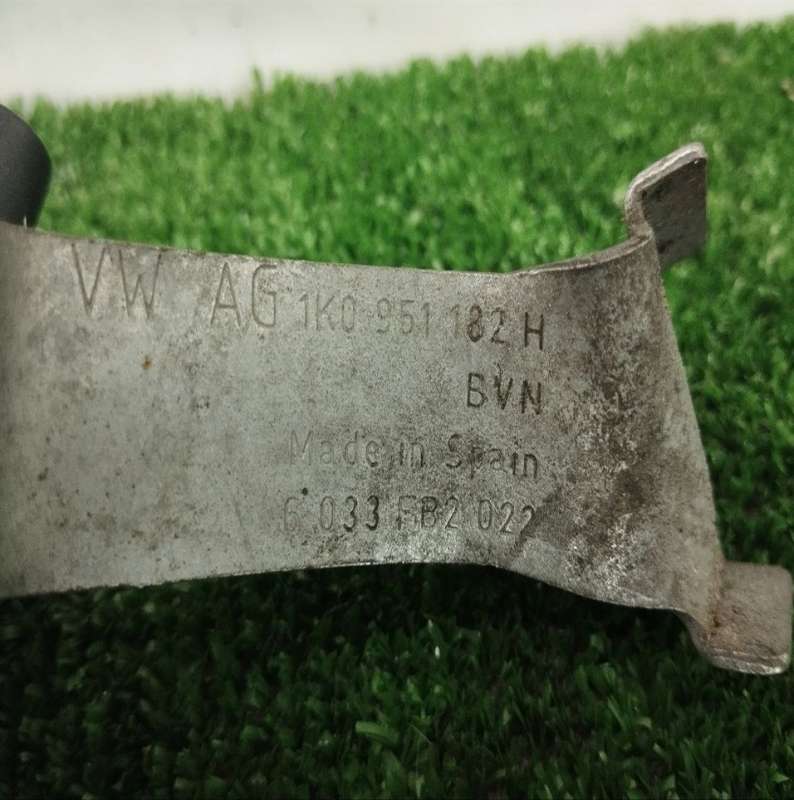 VW AG 1K0 951 182 H
BVN
Made in Spain
6 033 FB2 022